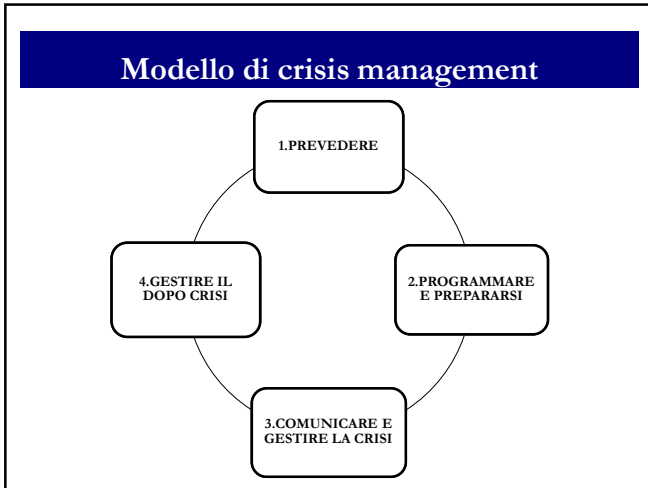 Modello di crisis management
1.PREVEDERE
2.PROGRAMMARE
E PREPARARSI
3.COMUNICARE E
GESTIRE LA CRISI
4.GESTIRE IL
DOPO CRISI